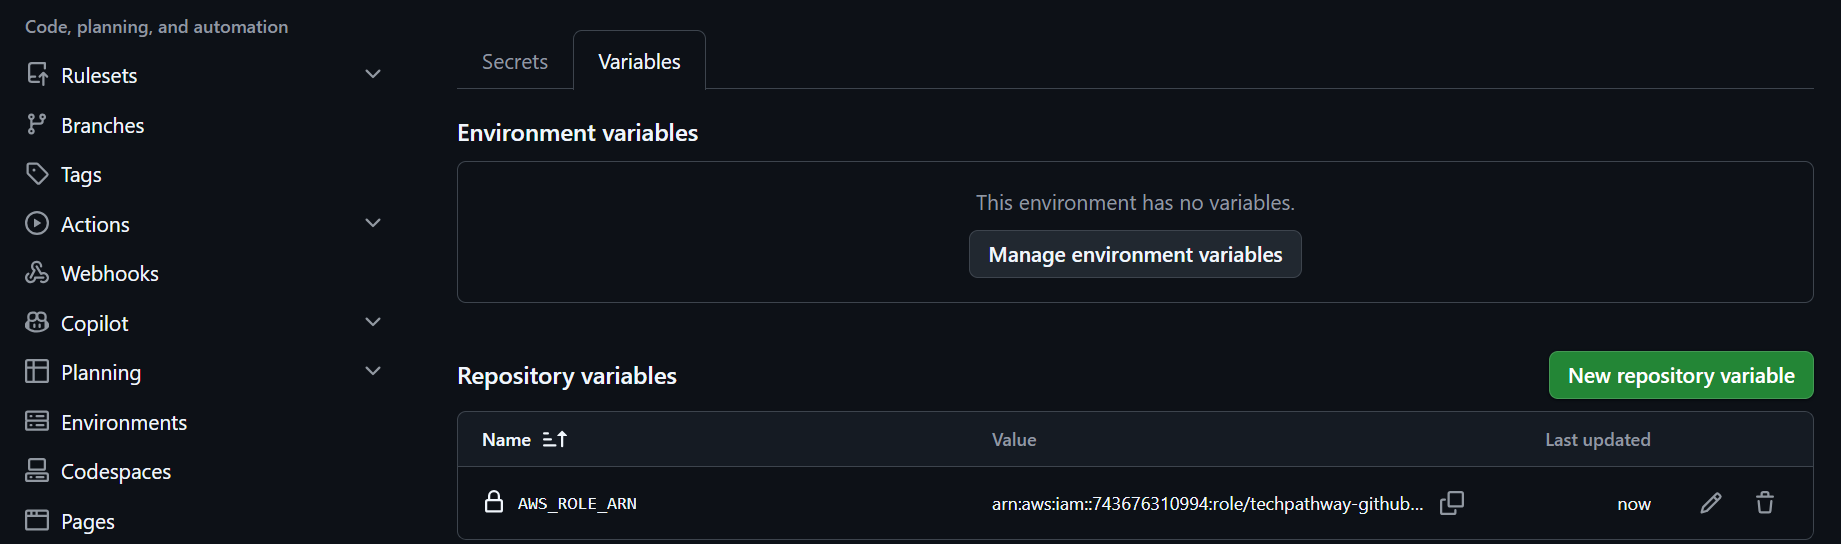 Code, planning, and automation
Rulesets
Branches
Tags
Actions
Webhooks
Copilot
Planning
Environments
Codespaces
Pages
Secrets
Variables
Environment variables
This environment has no variables.
Manage environment variables
Repository variables
New repository variable
Name
Value
Last updated
AWS_ROLE_ARN
arn:aws:iam::743676310994:role/techpathway-github...
now